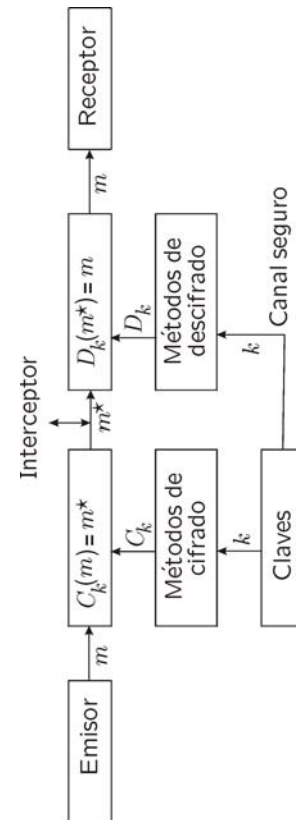 Interceptor
Emisor
m
C_k(m) = m*
m*
D_k(m*) = m
m
Receptor
C_k
D_k
Métodos de
cifrado
Métodos de
descifrado
k
k
Claves
Canal seguro